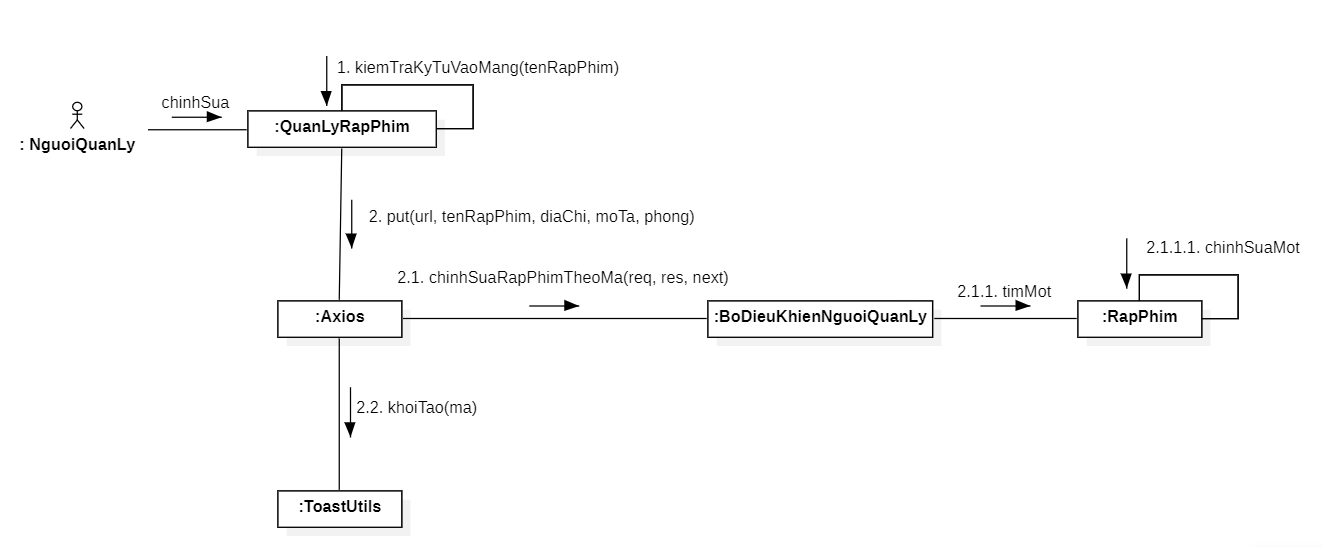 1. kiemTraKyTuVaoMang(tenRapPhim)
chinhSua
:QuanLyRapPhim
: NguoiQuanLy
2. put(url, tenRapPhim, diaChi, moTa, phong)
2.1.1.1. chinhSuaMot
2.1. chinhSuaRapPhimTheoMa(req, res, next)
2.1.1. timMot
:Axios
:BoDieuKhienNguoiQuanLy
:RapPhim
2.2. khoiTao(ma)
:ToastUtils